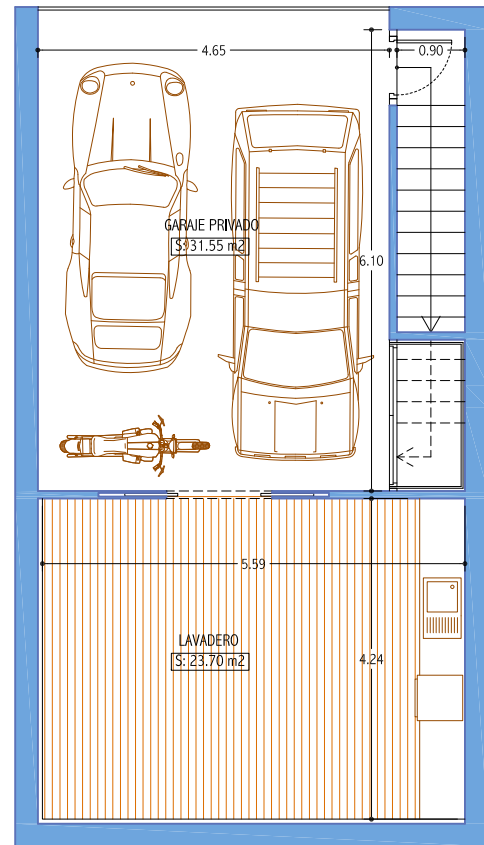 4.65
0.90
GARAJE PRIVADO
S: 31.55 m2
6.10
5.59
LAVADERO
S: 23.70 m2
4.24